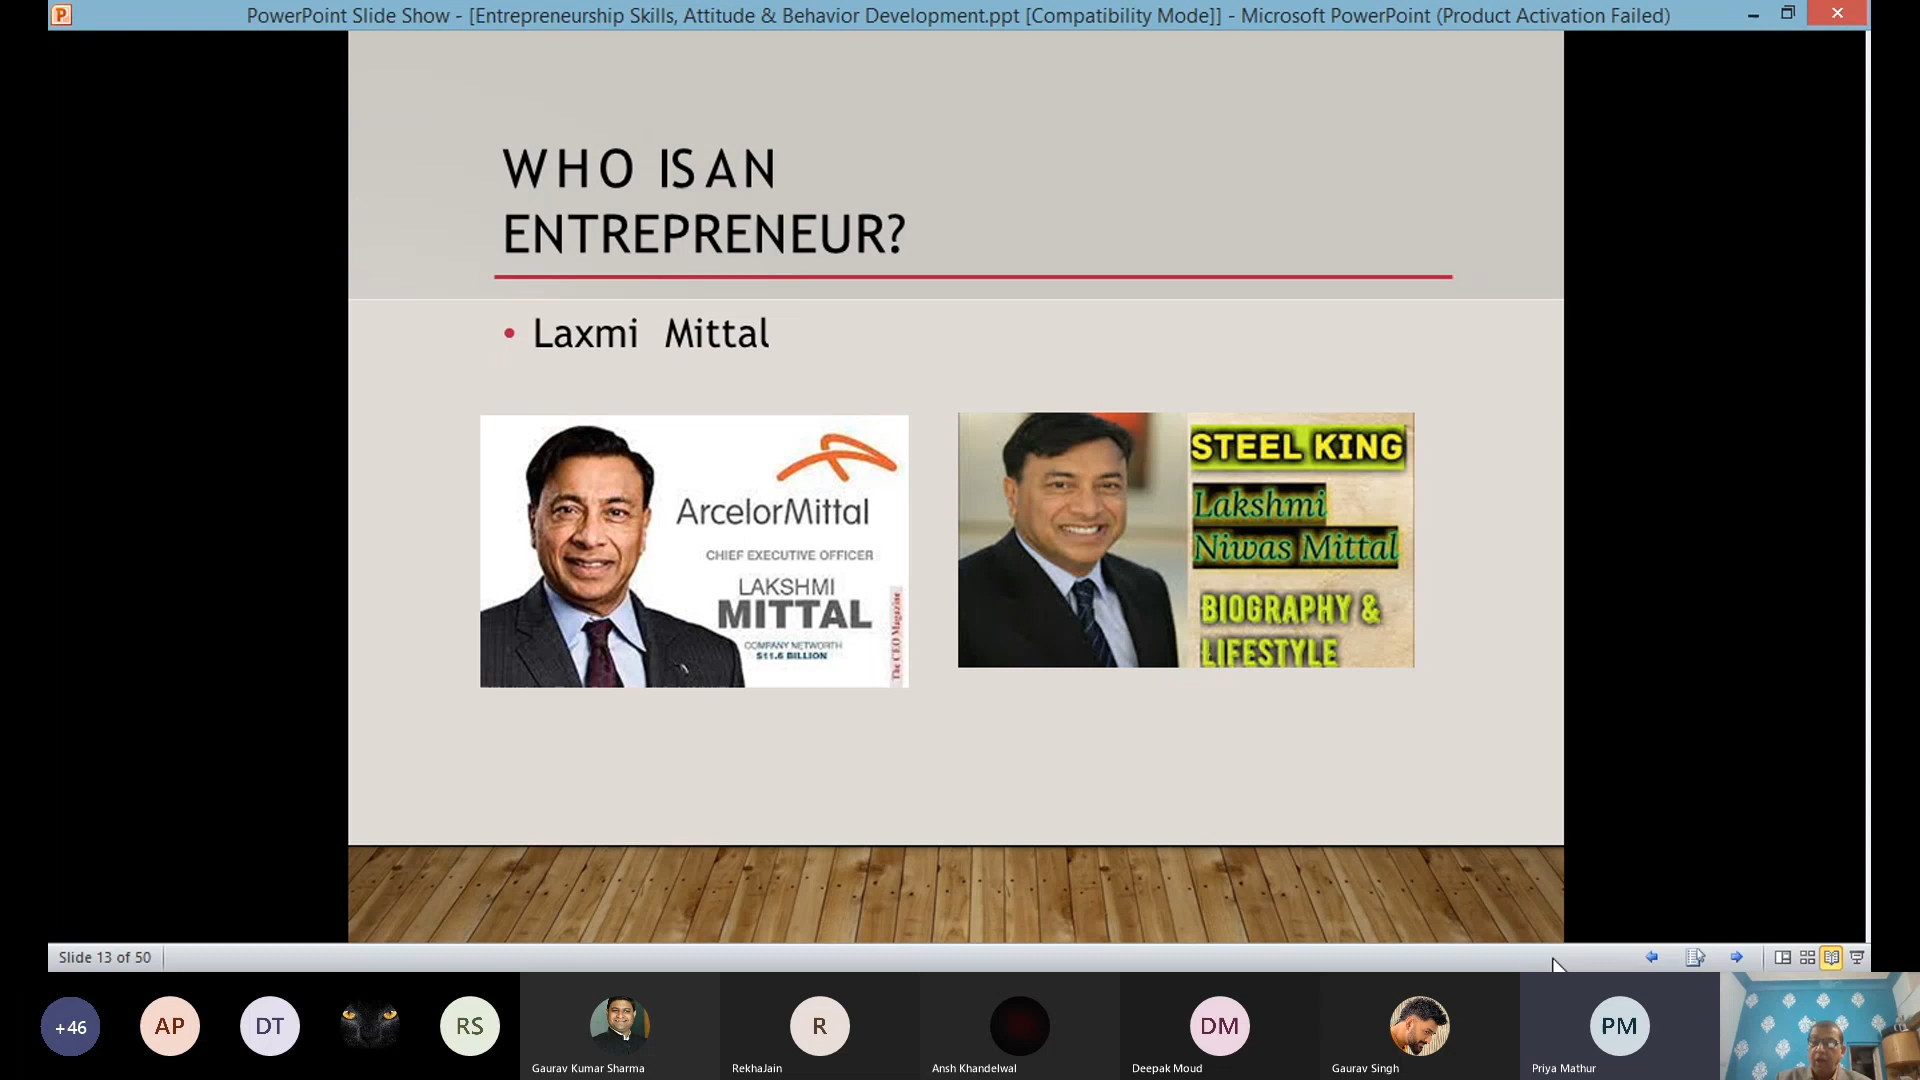 PowerPoint Slide Show - [Entrepreneurship Skills, Attitude & Behavior Development.ppt [Compatibility Mode]] - Microsoft PowerPoint (Product Activation Failed)
WHO IS AN
ENTREPRENEUR?
• Laxmi Mittal
ArcelorMittal
CHIEF EXECUTIVE OFFICER
LAKSHMI
MITTAL
COMPANY NETWORTH
$11.6 BILLION
The CEO Magazine
STEEL KING
Lakshmi
Niwas Mittal
BIOGRAPHY &
LIFESTYLE
Slide 13 of 50
+46
AP
DT
RS
Gaurav Kumar Sharma
R
RekhaJain
Ansh Khandelwal
DM
Deepak Moud
Gaurav Singh
PM
Priya Mathur